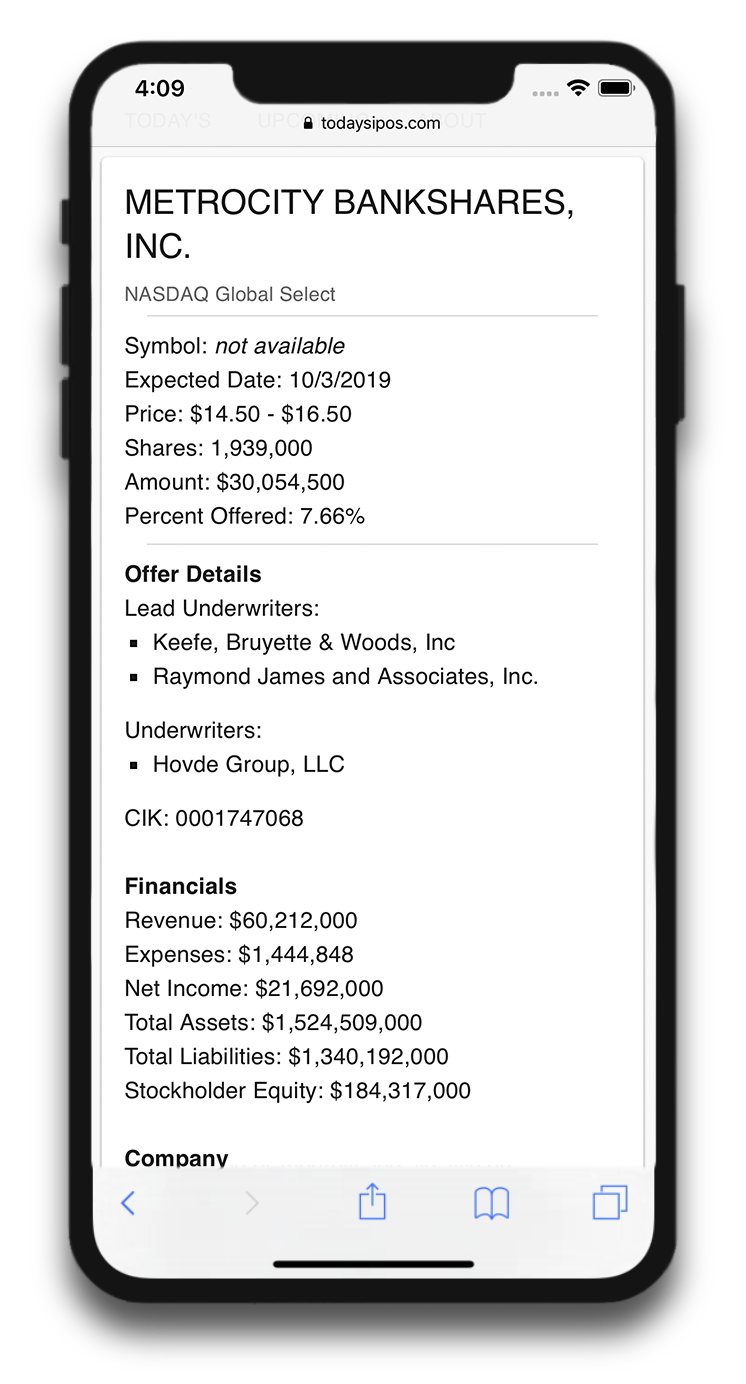 4:09
TODAY'S UPCOMING ABOUT
todaysipos.com
METROCITY BANKSHARES,
INC.
NASDAQ Global Select
Symbol: not available
Expected Date: 10/3/2019
Price: $14.50 - $16.50
Shares: 1,939,000
Amount: $30,054,500
Percent Offered: 7.66%
Offer Details
Lead Underwriters:
▪ Keefe, Bruyette & Woods, Inc
▪ Raymond James and Associates, Inc.
Underwriters:
▪ Hovde Group, LLC
CIK: 0001747068
Financials
Revenue: $60,212,000
Expenses: $1,444,848
Net Income: $21,692,000
Total Assets: $1,524,509,000
Total Liabilities: $1,340,192,000
Stockholder Equity: $184,317,000
Company